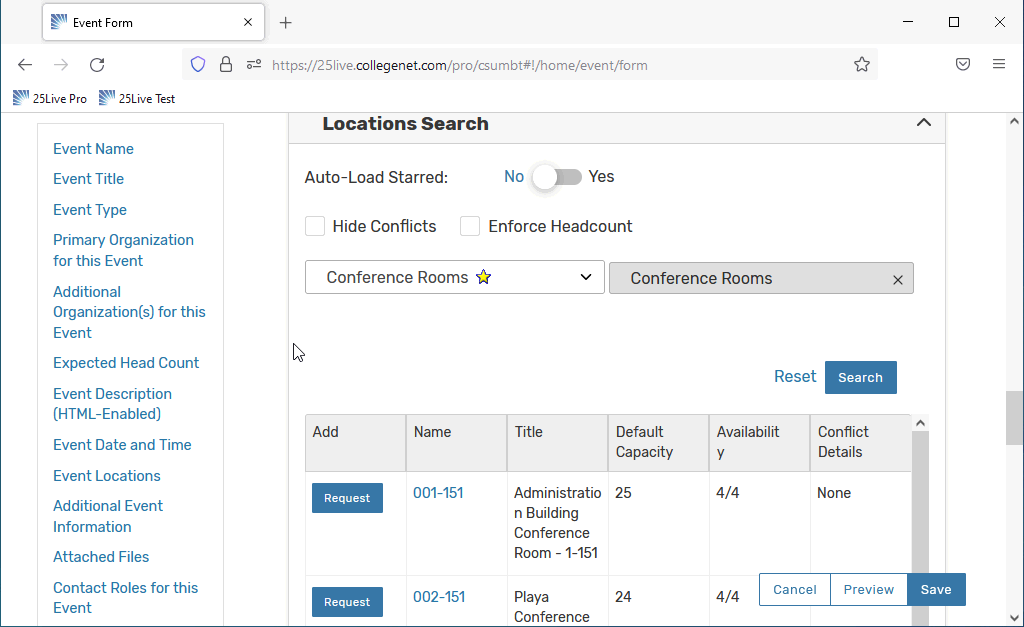 Event Form
https://25live.collegenet.com/pro/csumbt#!/home/event/form
25Live Pro 25Live Test
Event Name
Event Title
Event Type
Primary Organization
for this Event
Additional
Organization(s) for this
Event
Expected Head Count
Event Description
(HTML-Enabled)
Event Date and Time
Event Locations
Additional Event
Information
Attached Files
Contact Roles for this
Event
Locations Search
Auto-Load Starred: No Yes
Hide Conflicts Enforce Headcount
Conference Rooms Conference Rooms
Reset Search
Add Name Title Default Availabilit Conflict
Capacity y Details
Request 001-151 Administratio 25 4/4 None
n Building
Conference
Room - 1-151
Request 002-151 Playa 24 4/4
Conference
Cancel Preview Save